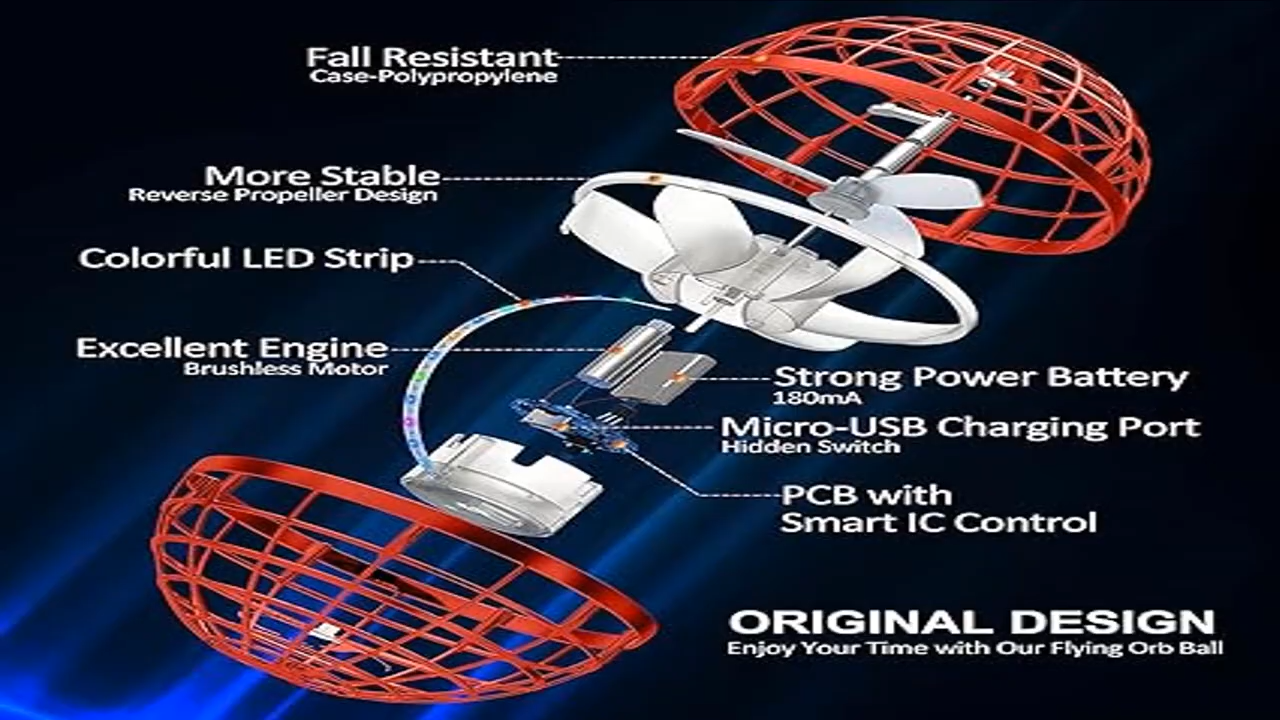 Fall Resistant
Case-Polypropylene
More Stable
Reverse Propeller Design
Colorful LED Strip
Excellent Engine
Brushless Motor
Strong Power Battery
180mA
Micro-USB Charging Port
Hidden Switch
PCB with
Smart IC Control
ORIGINAL DESIGN
Enjoy Your Time with Our Flying Orb Ball